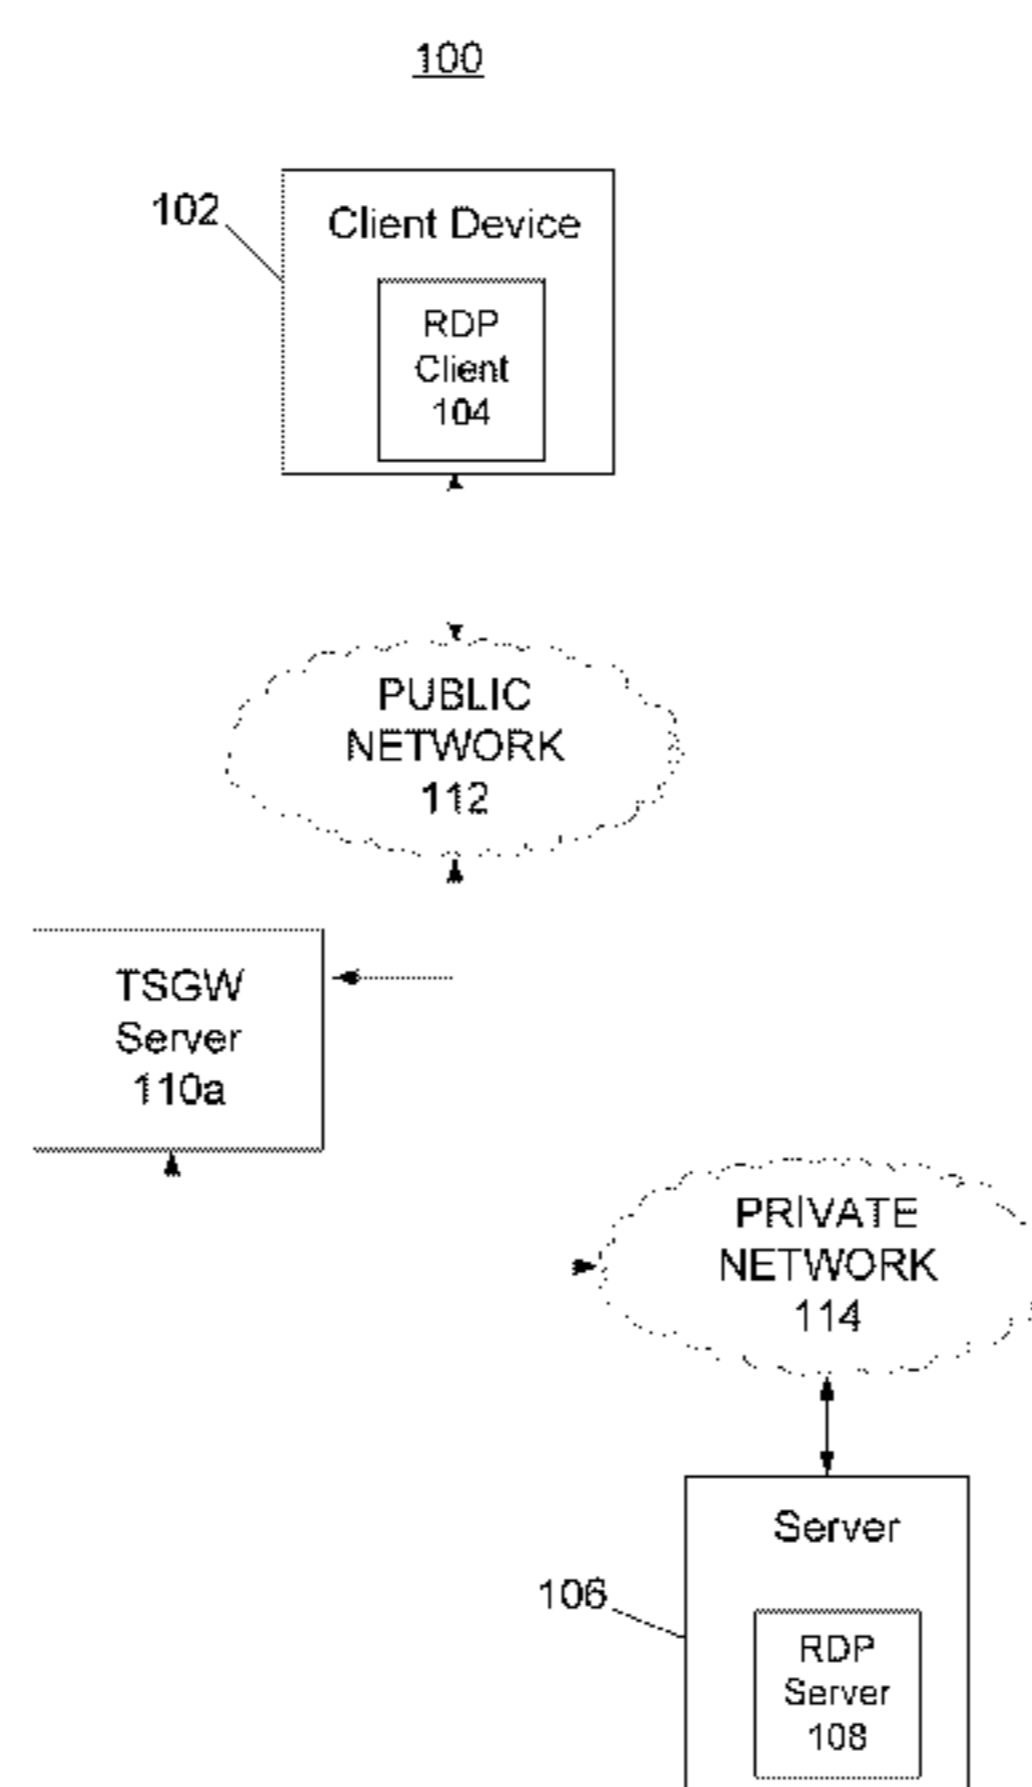 100
102
Client Device
RDP
Client
104
PUBLIC
NETWORK
112
TSGW
Server
110a
PRIVATE
NETWORK
114
Server
106
RDP
Server
108